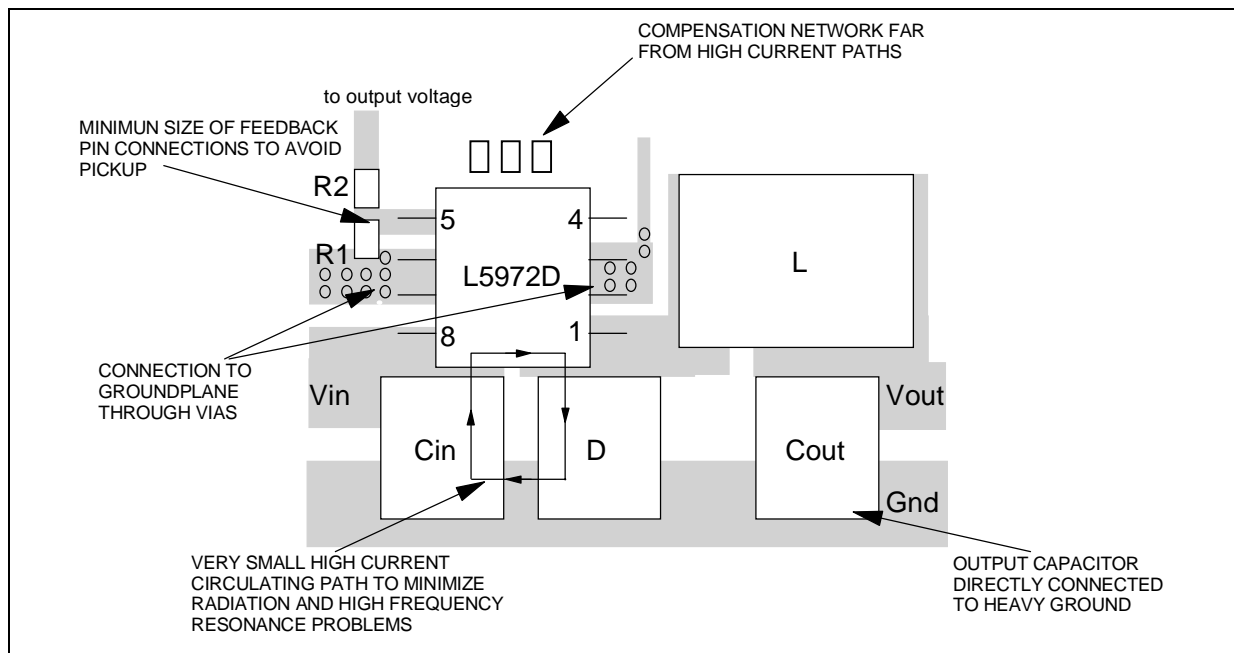 COMPENSATION NETWORK FAR
FROM HIGH CURRENT PATHS
to output voltage
MINIMUN SIZE OF FEEDBACK
PIN CONNECTIONS TO AVOID
PICKUP
R2
R1
5
4
L5972D
L
8
1
CONNECTION TO
GROUNDPLANE
THROUGH VIAS
Vin
Vout
Cin
D
Cout
Gnd
VERY SMALL HIGH CURRENT
CIRCULATING PATH TO MINIMIZE
RADIATION AND HIGH FREQUENCY
RESONANCE PROBLEMS
OUTPUT CAPACITOR
DIRECTLY CONNECTED
TO HEAVY GROUND